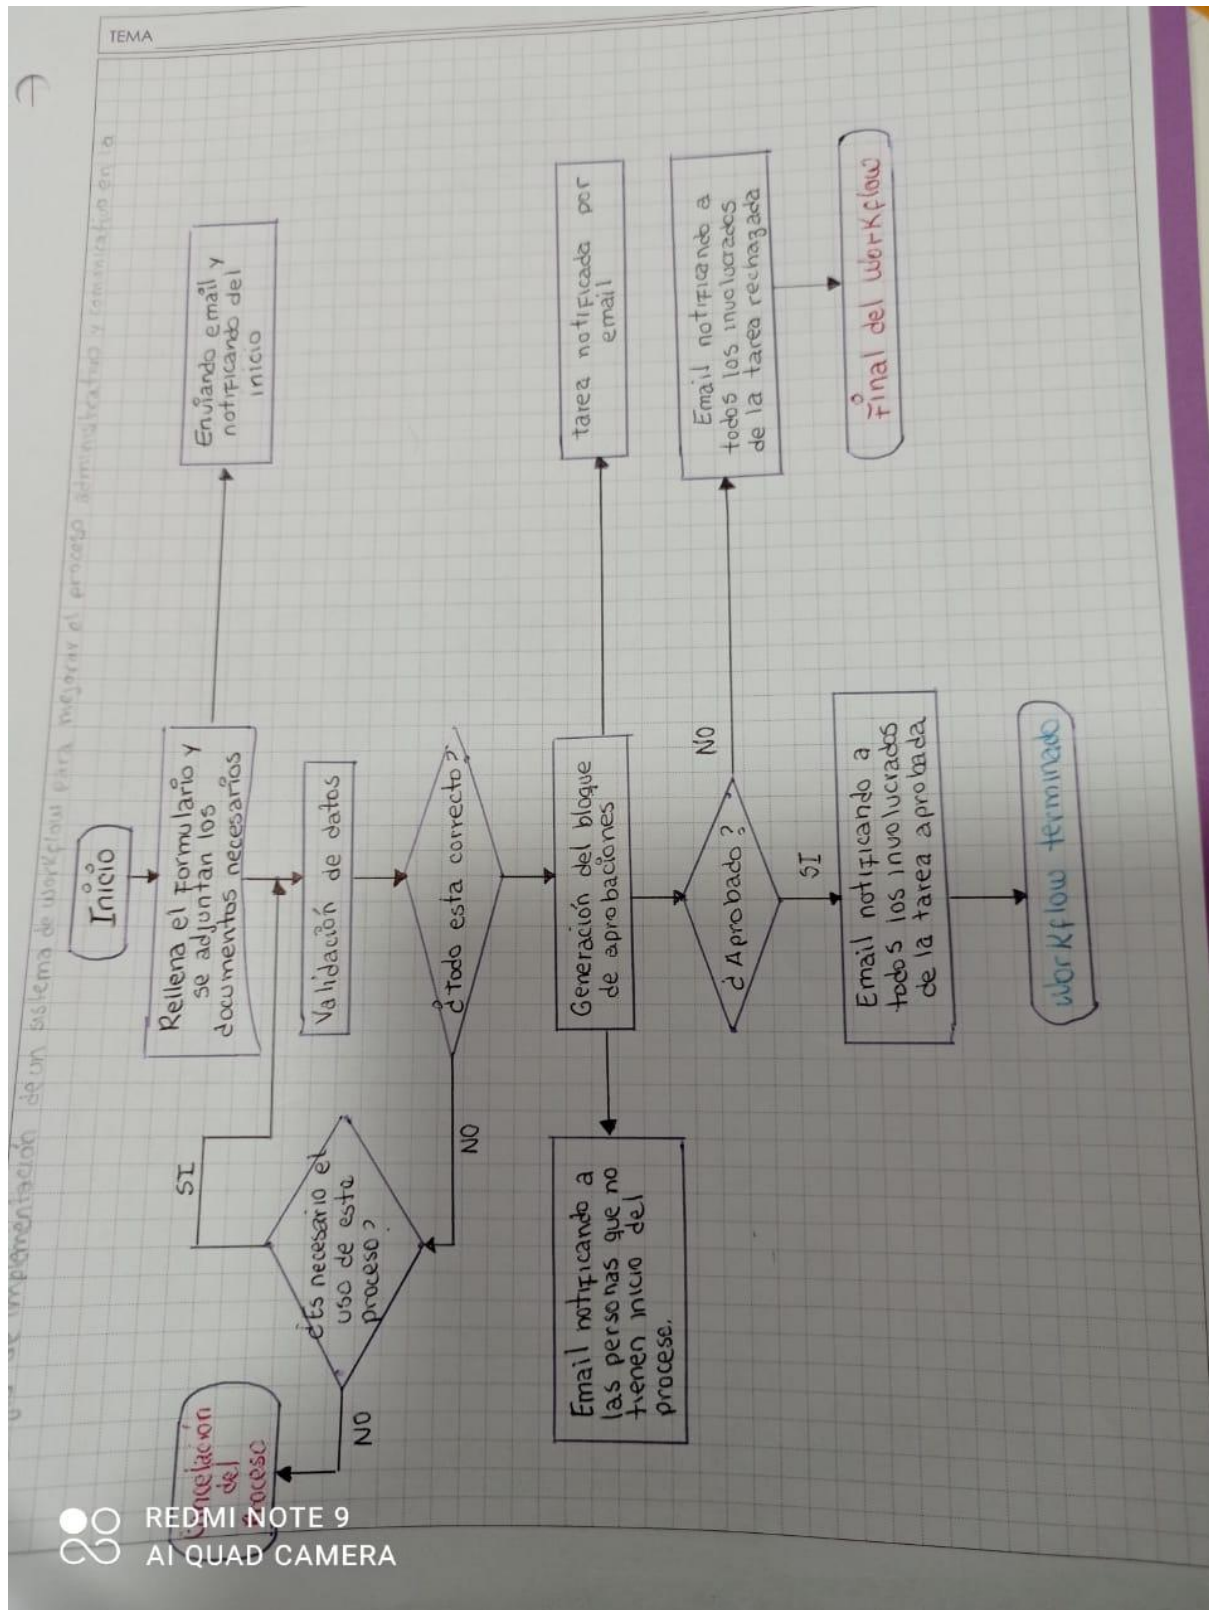 TEMA
implementación de un sistema de workflow para mejorar el proceso administrativo y comunicativo en la
Inicio
Rellena el formulario y
se adjuntan los
documentos necesarios
Enviando email y
notificando del
inicio
SI
Validación de datos
¿Todo esta correcto?
NO
¿Es necesario el
uso de este
proceso?
NO
Cancelación
del
Proceso
Generación del bloque
de aprobaciones
tarea notificada por
email
Email notificando a
las personas que no
tienen inicio del
procese.
¿Aprobado?
NO
Email notificando a
todos los involucrados
de la tarea rechazada
Final del Workflow
SI
Email notificando a
todos los involucrados
de la tarea aprobada
Workflow terminado
REDMI NOTE 9
AI QUAD CAMERA